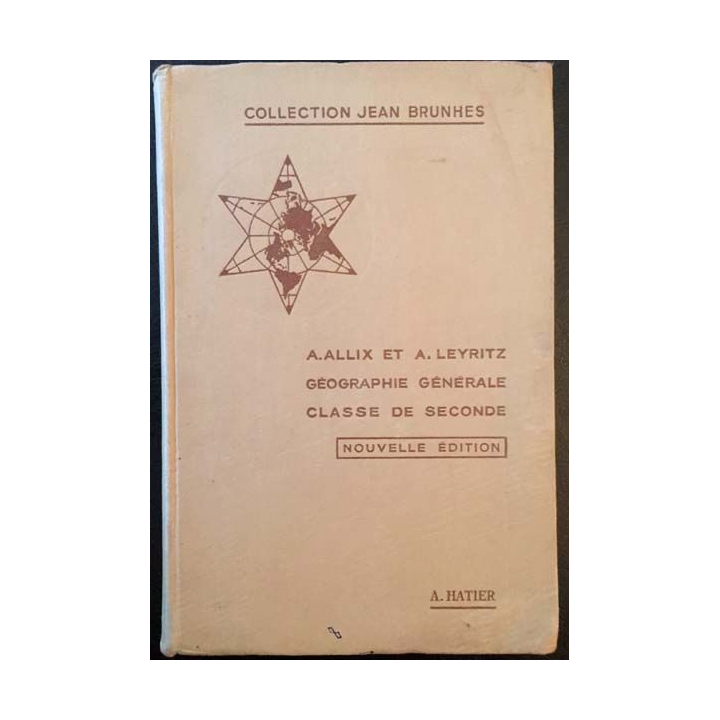 COLLECTION JEAN BRUNHES
A. ALLIX ET A. LEYRITZ
GÉOGRAPHIE GÉNÉRALE
CLASSE DE SECONDE
NOUVELLE ÉDITION
A. HATIER